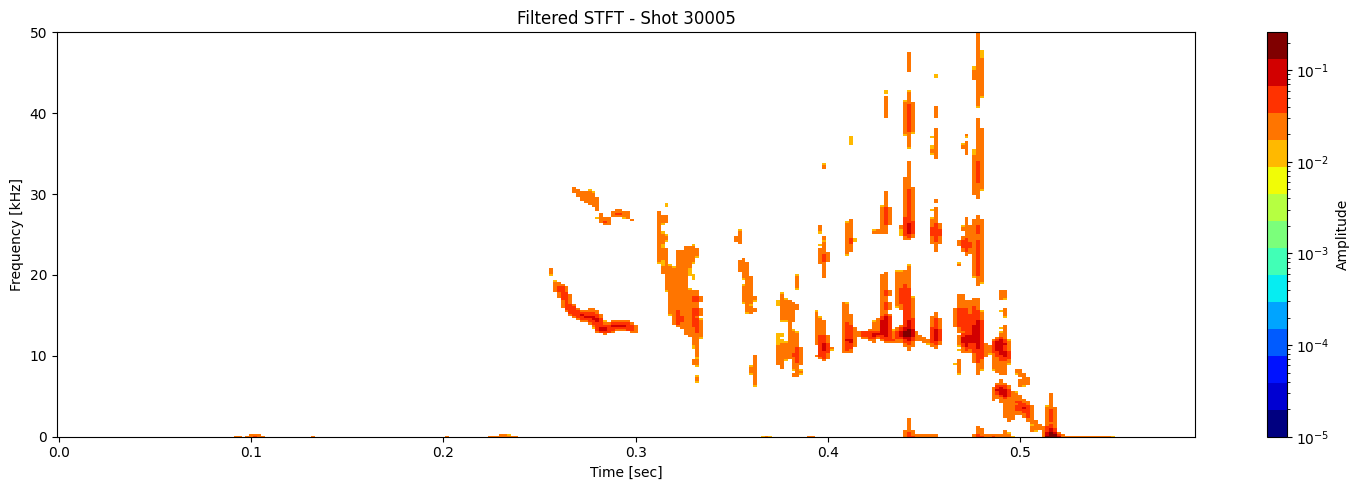 Filtered STFT - Shot 30005
50
40
30
20
10
0
Frequency [kHz]
0.0 0.1 0.2 0.3 0.4 0.5
Time [sec]
10⁻¹
10⁻²
10⁻³
10⁻⁴
10⁻⁵
Amplitude